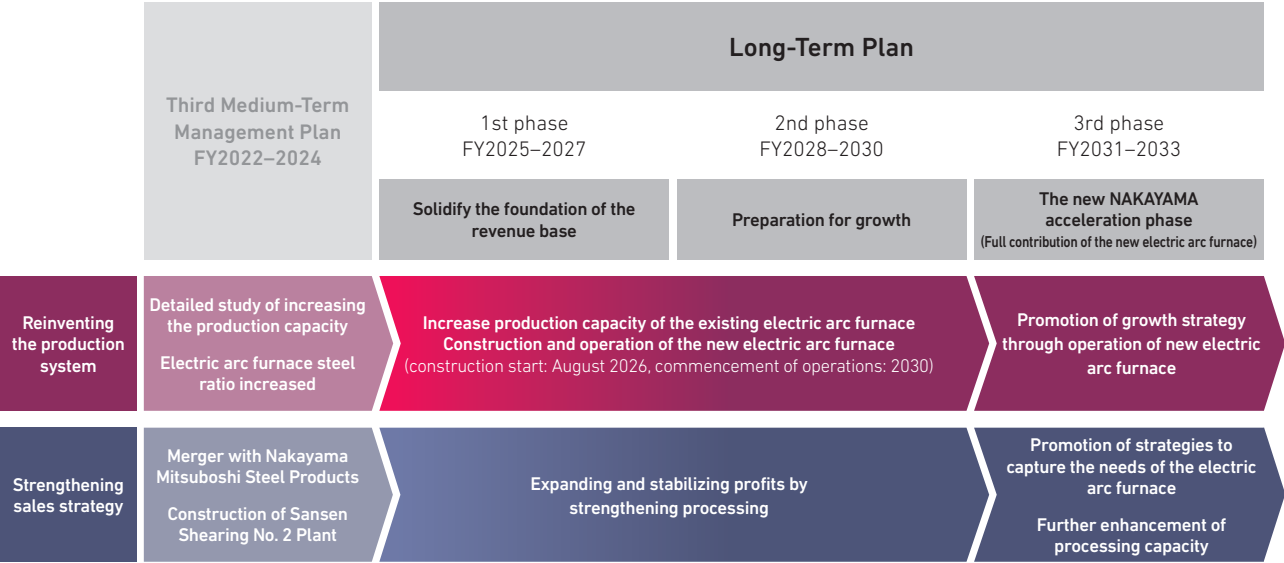 Long-Term Plan
Third Medium-Term
Management Plan
FY2022–2024
1st phase
FY2025–2027
2nd phase
FY2028–2030
3rd phase
FY2031–2033
Solidify the foundation of the
revenue base
Preparation for growth
The new NAKAYAMA
acceleration phase
(Full contribution of the new electric arc furnace)
Reinventing
the production
system
Detailed study of increasing
the production capacity
Electric arc furnace steel
ratio increased
Increase production capacity of the existing electric arc furnace
Construction and operation of the new electric arc furnace
(construction start: August 2026, commencement of operations: 2030)
Promotion of growth strategy
through operation of new electric
arc furnace
Strengthening
sales strategy
Merger with Nakayama
Mitsuboshi Steel Products
Construction of Sansen
Shearing No. 2 Plant
Expanding and stabilizing profits by
strengthening processing
Promotion of strategies to
capture the needs of the electric
arc furnace
Further enhancement of
processing capacity